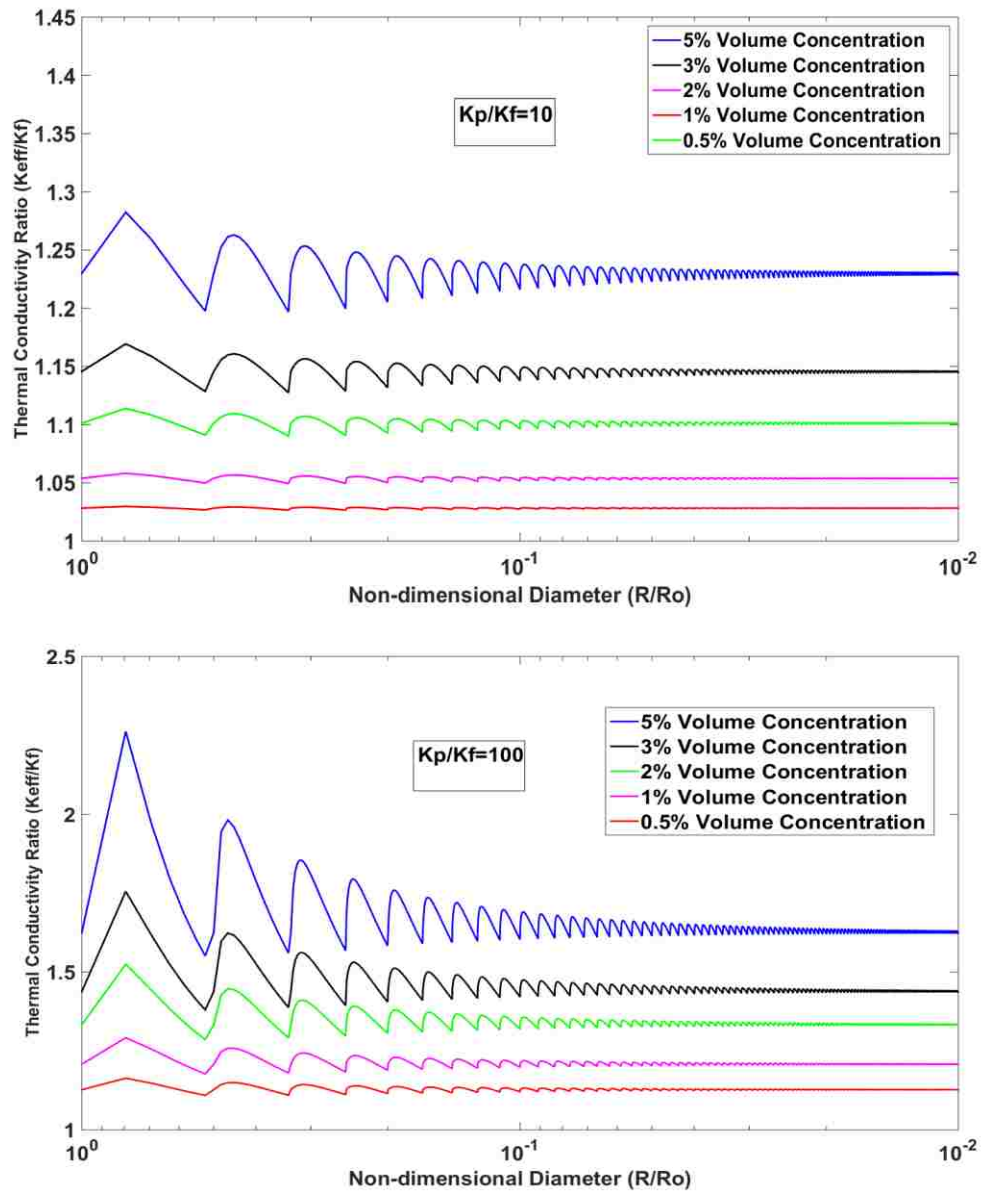 1.45
1.4
1.35
1.3
1.25
1.2
1.15
1.1
1.05
1
Thermal Conductivity Ratio (Keff/Kf)
Kp/Kf=10
5% Volume Concentration
3% Volume Concentration
2% Volume Concentration
1% Volume Concentration
0.5% Volume Concentration
10⁰
10⁻¹
10⁻²
Non-dimensional Diameter (R/Ro)
2.5
2
1.5
1
Thermal Conductivity Ratio (Keff/Kf)
Kp/Kf=100
5% Volume Concentration
3% Volume Concentration
2% Volume Concentration
1% Volume Concentration
0.5% Volume Concentration
10⁰
10⁻¹
10⁻²
Non-dimensional Diameter (R/Ro)